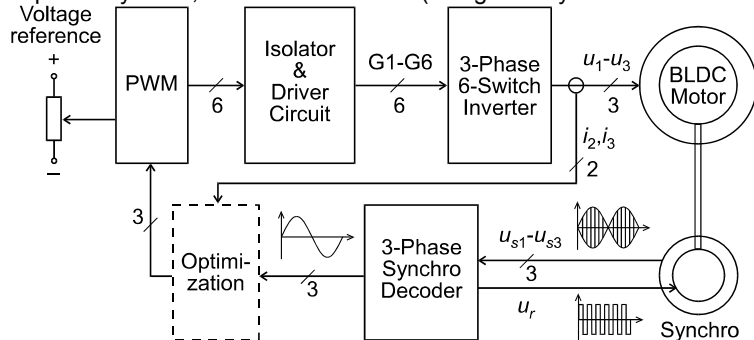 Voltage
reference
+
–
PWM
6
Isolator
&
Driver
Circuit
G1-G6
6
3-Phase
6-Switch
Inverter
u1-u3
3
i2,i3
2
BLDC
Motor
3
Optimi-
zation
3
3-Phase
Synchro
Decoder
us1-us3
3
ur
Synchro